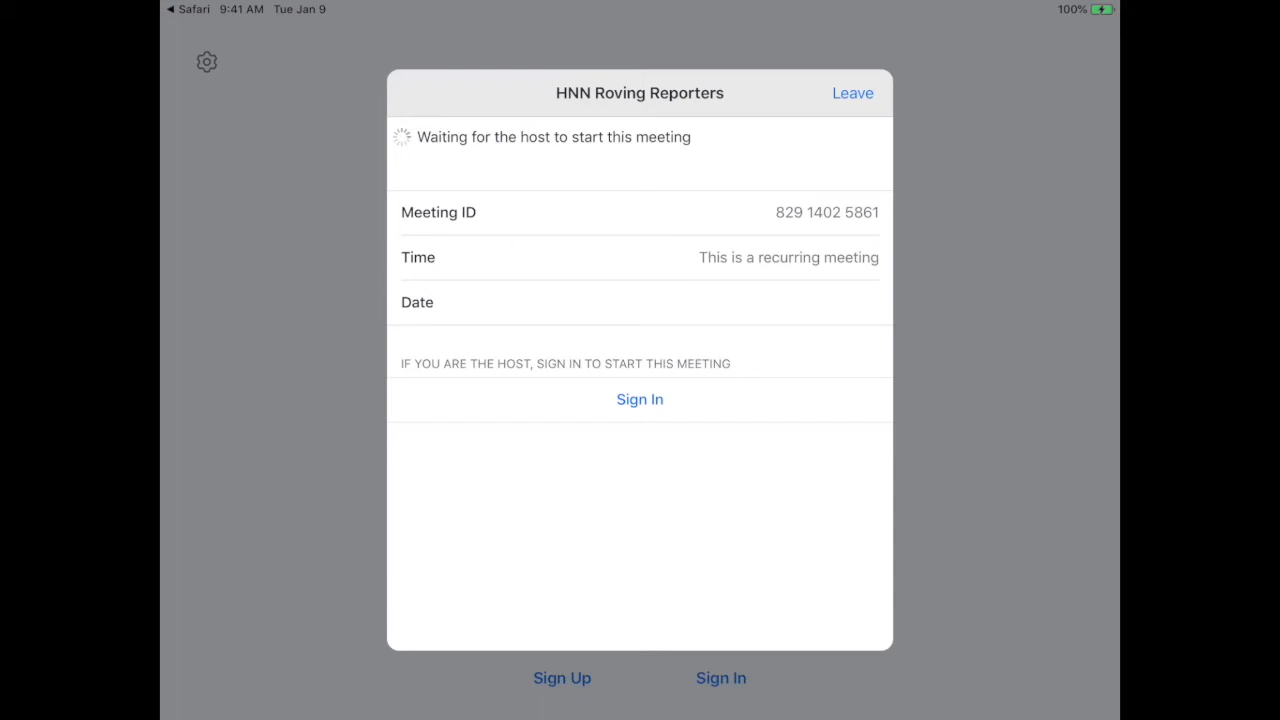 Safari 9:41 AM Tue Jan 9 100%
HNN Roving Reporters Leave
Waiting for the host to start this meeting
Meeting ID 829 1402 5861
Time This is a recurring meeting
Date
IF YOU ARE THE HOST, SIGN IN TO START THIS MEETING
Sign In
Sign Up Sign In